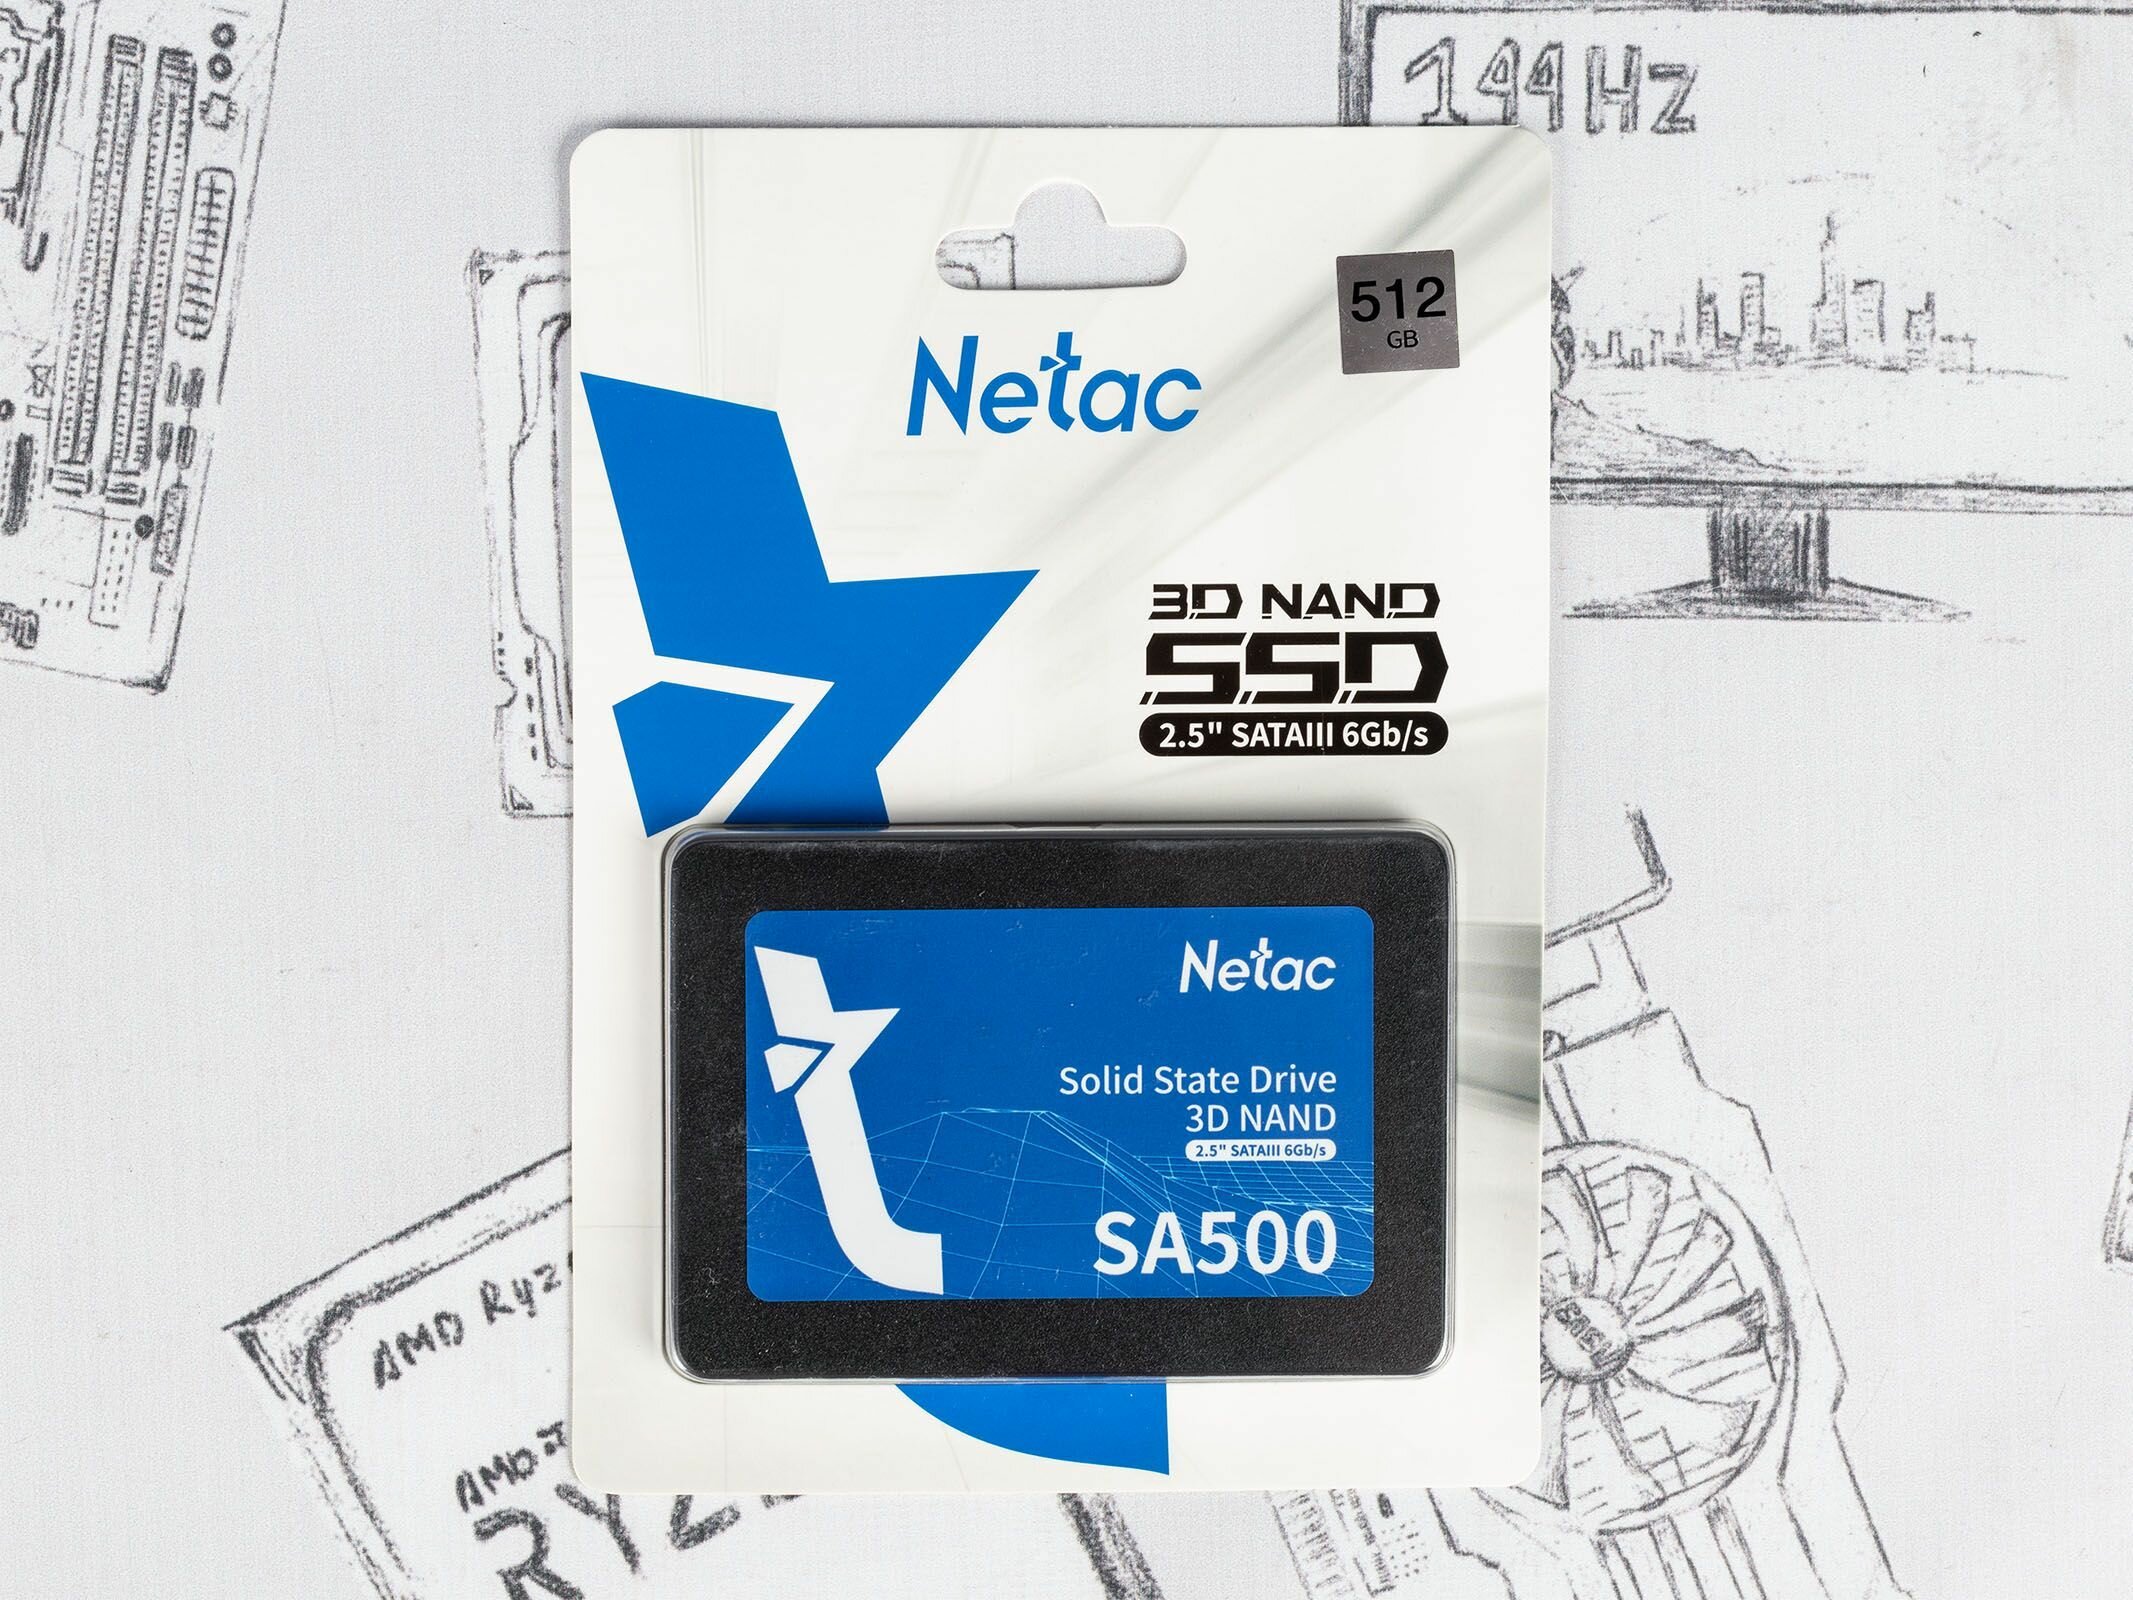 144Hz
512
GB
Netac
3D NAND
SSD
2.5" SATAIII 6Gb/s
Netac
Solid State Drive
3D NAND
2.5" SATAIII 6Gb/s
SA500
AMD Ryz
AMD
RYZ